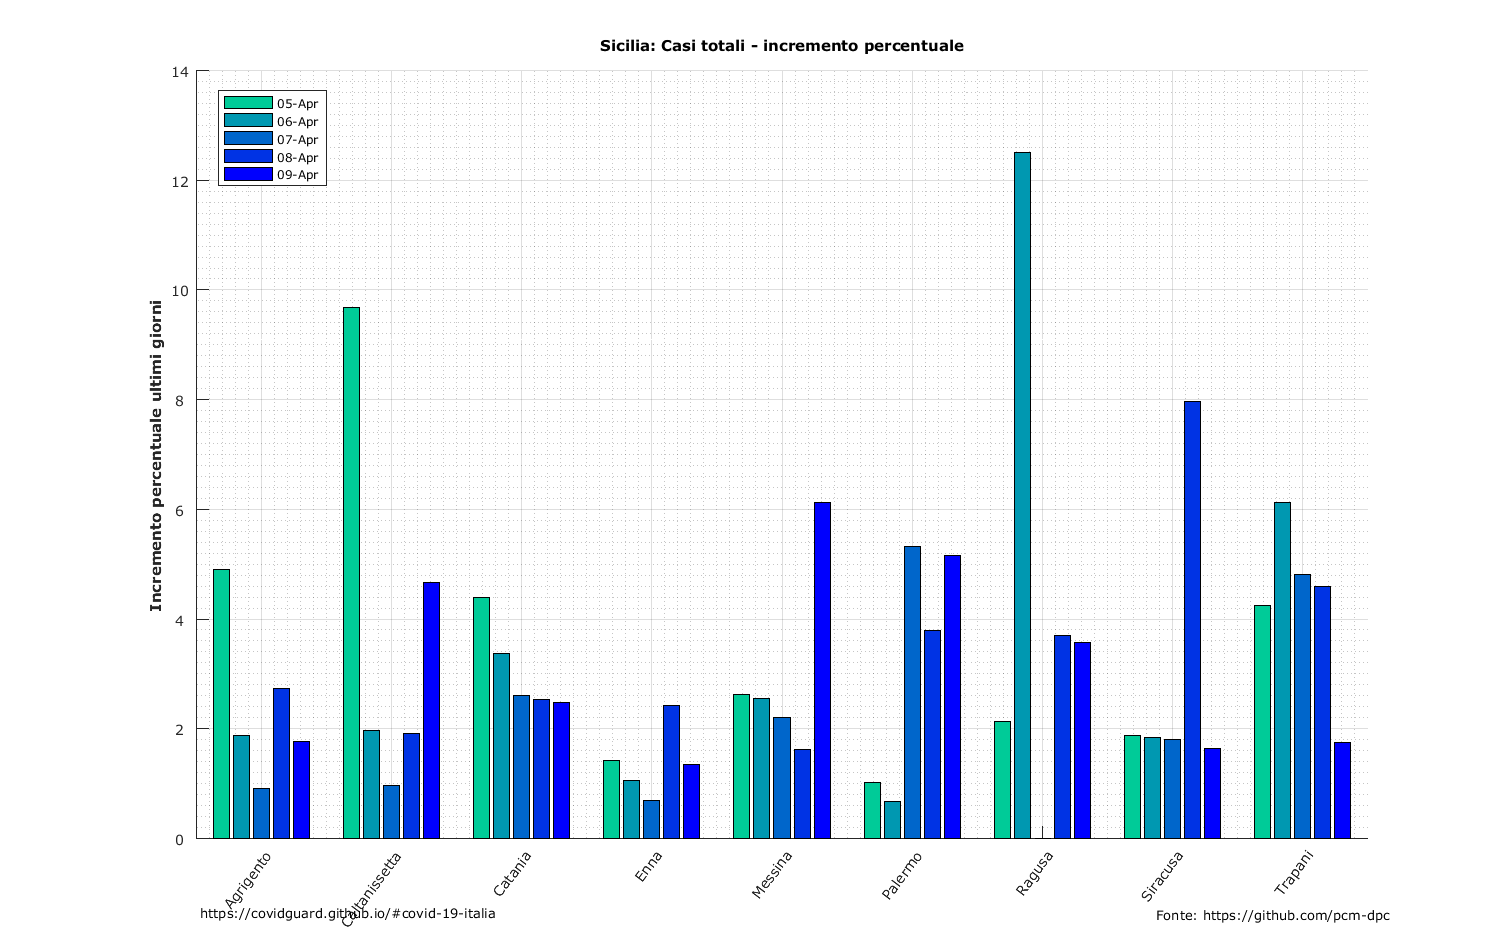 Sicilia: Casi totali - incremento percentuale
14
12
10
8
6
4
2
0
Incremento percentuale ultimi giorni
05-Apr
06-Apr
07-Apr
08-Apr
09-Apr
Agrigento
Caltanissetta
Catania
Enna
Messina
Palermo
Ragusa
Siracusa
Trapani
https://covidguard.github.io/#covid-19-italia
Fonte: https://github.com/pcm-dpc